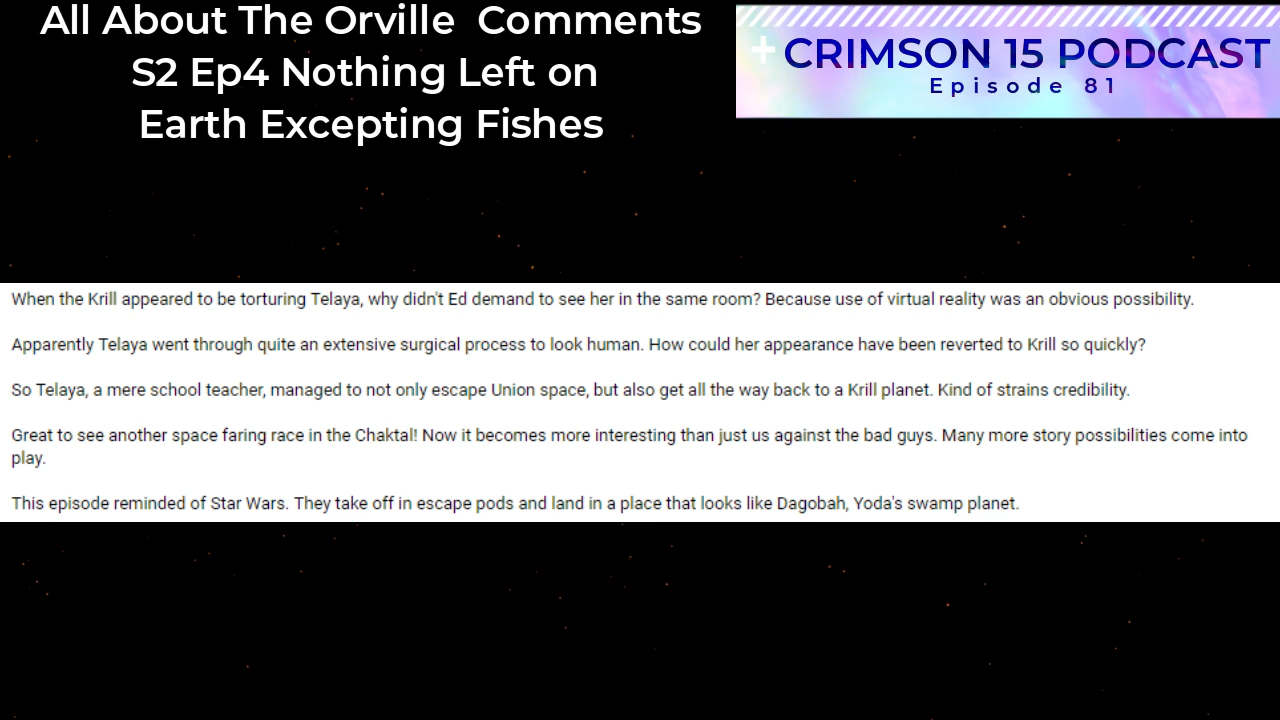 All About The Orville Comments
S2 Ep4 Nothing Left on
Earth Excepting Fishes
+ CRIMSON 15 PODCAST
Episode 81
When the Krill appeared to be torturing Telaya, why didn't Ed demand to see her in the same room? Because use of virtual reality was an obvious possibility.
Apparently Telaya went through quite an extensive surgical process to look human. How could her appearance have been reverted to Krill so quickly?
So Telaya, a mere school teacher, managed to not only escape Union space, but also get all the way back to a Krill planet. Kind of strains credibility.
Great to see another space faring race in the Chaktal! Now it becomes more interesting than just us against the bad guys. Many more story possibilities come into
play.
This episode reminded of Star Wars. They take off in escape pods and land in a place that looks like Dagobah, Yoda's swamp planet.